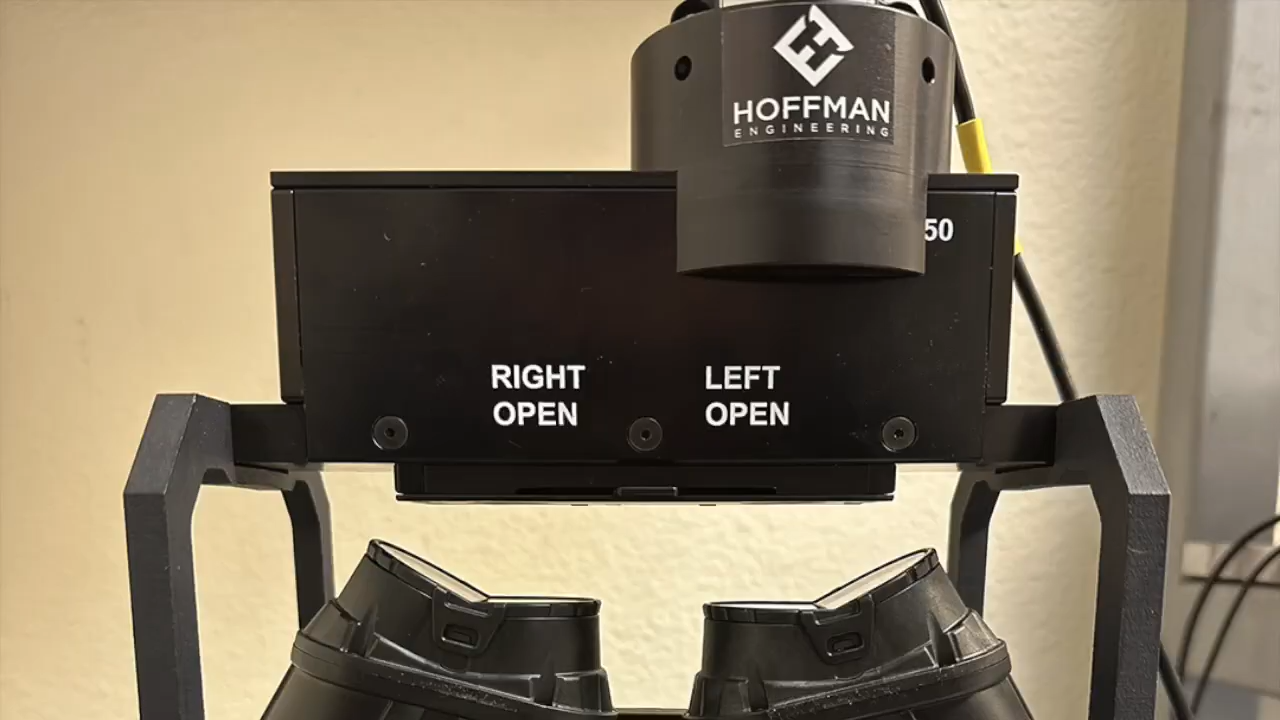 HOFFMAN
ENGINEERING
50
RIGHT
OPEN
LEFT
OPEN